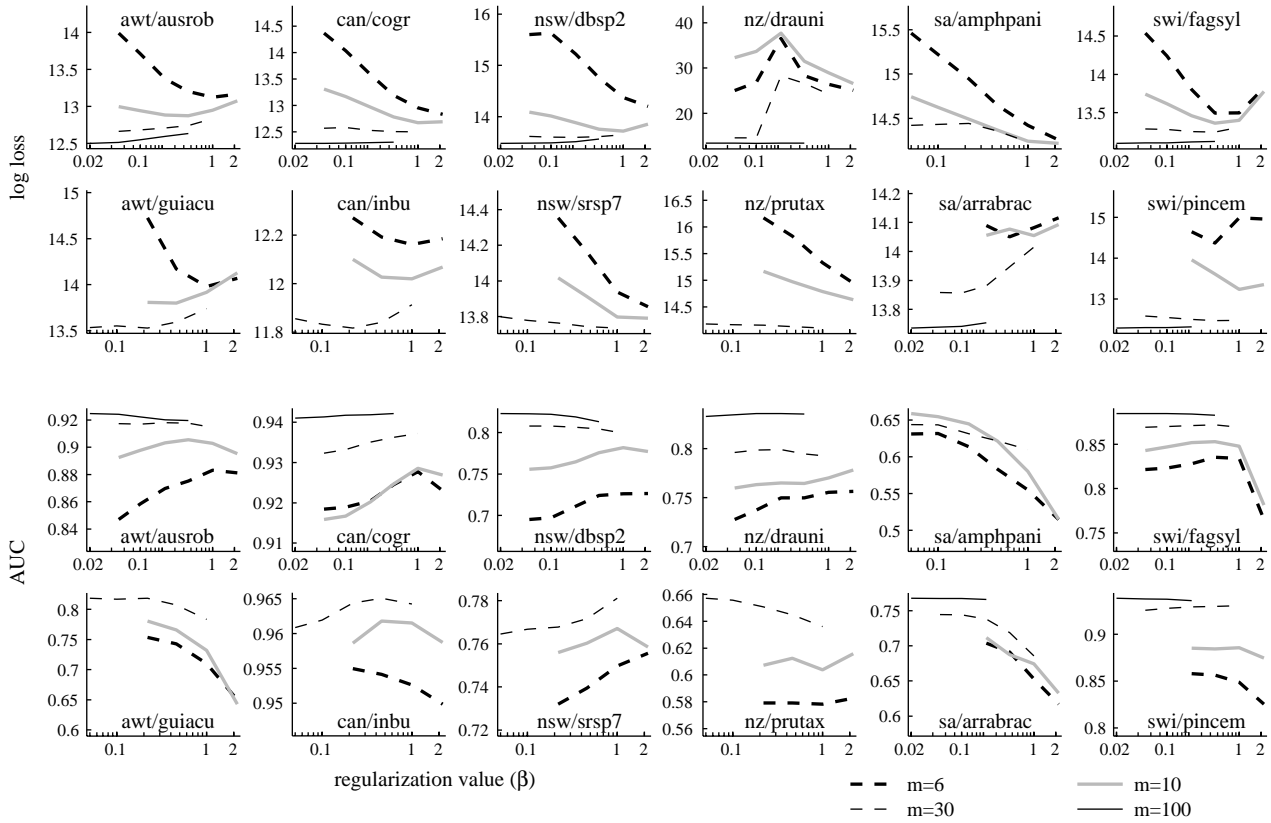 log loss
awt/ausrob can/cogr nsw/dbsp2 nz/drauni sa/amphpani swi/fagsyl
14 13.5 13 12.5
14.5 14 13.5 13 12.5
16 15.5 15 14.5 14
40 30 20
15.5 15 14.5
14.5 14 13.5 13
0.02 0.1 1 2
0.1 1 2
0.1 1 2
0.02 0.1 1 2
0.1 1 2
0.02 0.1 1 2
awt/guiacu can/inbu nsw/srsp7 nz/prutax sa/arrabrac swi/pincem
15 14.5 14 13.5
12.2 12 11.8
14.4 14.2 14 13.8
16.5 16 15.5 15 14.5
14.2 14.1 14 13.9 13.8 13.7
15 14 13
0.1 1 2
0.1 1 2
0.1 1 2
0.1 1 2
0.02 0.1 1 2
0.02 0.1 1 2
AUC
0.92 0.9 0.88 0.86 0.84
0.94 0.93 0.92 0.91
0.8 0.75 0.7
0.8 0.75 0.7
0.65 0.6 0.55 0.5
0.85 0.8 0.75
awt/ausrob can/cogr nsw/dbsp2 nz/drauni sa/amphpani swi/fagsyl
0.02 0.1 1 2
0.1 1 2
0.1 1 2
0.02 0.1 1 2
0.1 1 2
0.02 0.1 1 2
0.8 0.75 0.7 0.65 0.6
0.965 0.96 0.955 0.95
0.78 0.76 0.74 0.72
0.66 0.64 0.62 0.6 0.58 0.56
0.75 0.7 0.65 0.6
0.9 0.85 0.8
awt/guiacu can/inbu nsw/srsp7 nz/prutax sa/arrabrac swi/pincem
0.1 1 2
0.1 1 2
0.1 1 2
0.1 1 2
0.02 0.1 1 2
0.02 0.1 1 2
regularization value (β)
m=6 m=10
m=30 m=100